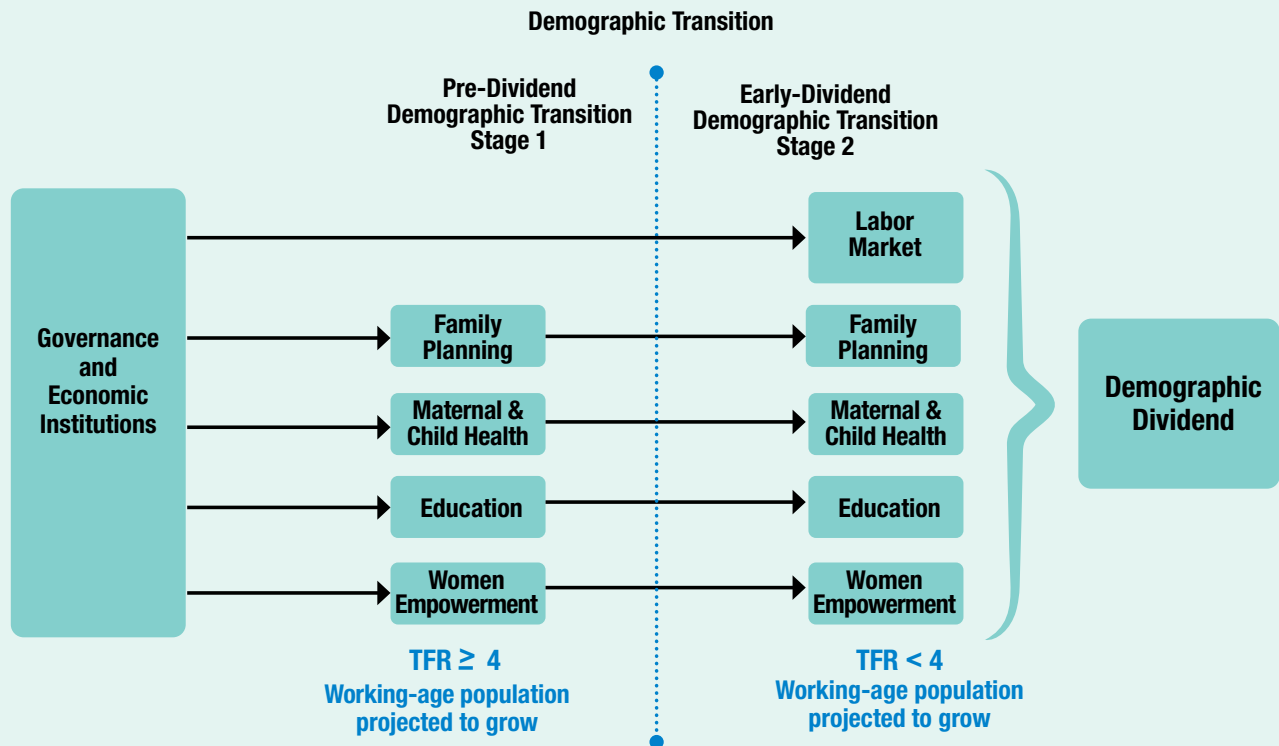 Demographic Transition
Pre-Dividend
Demographic Transition
Stage 1
Early-Dividend
Demographic Transition
Stage 2
Governance
and
Economic
Institutions
Labor
Market
Family
Planning
Family
Planning
Maternal &
Child Health
Maternal &
Child Health
Education
Education
Women
Empowerment
Women
Empowerment
Demographic
Dividend
TFR ≥ 4
Working-age population
projected to grow
TFR < 4
Working-age population
projected to grow